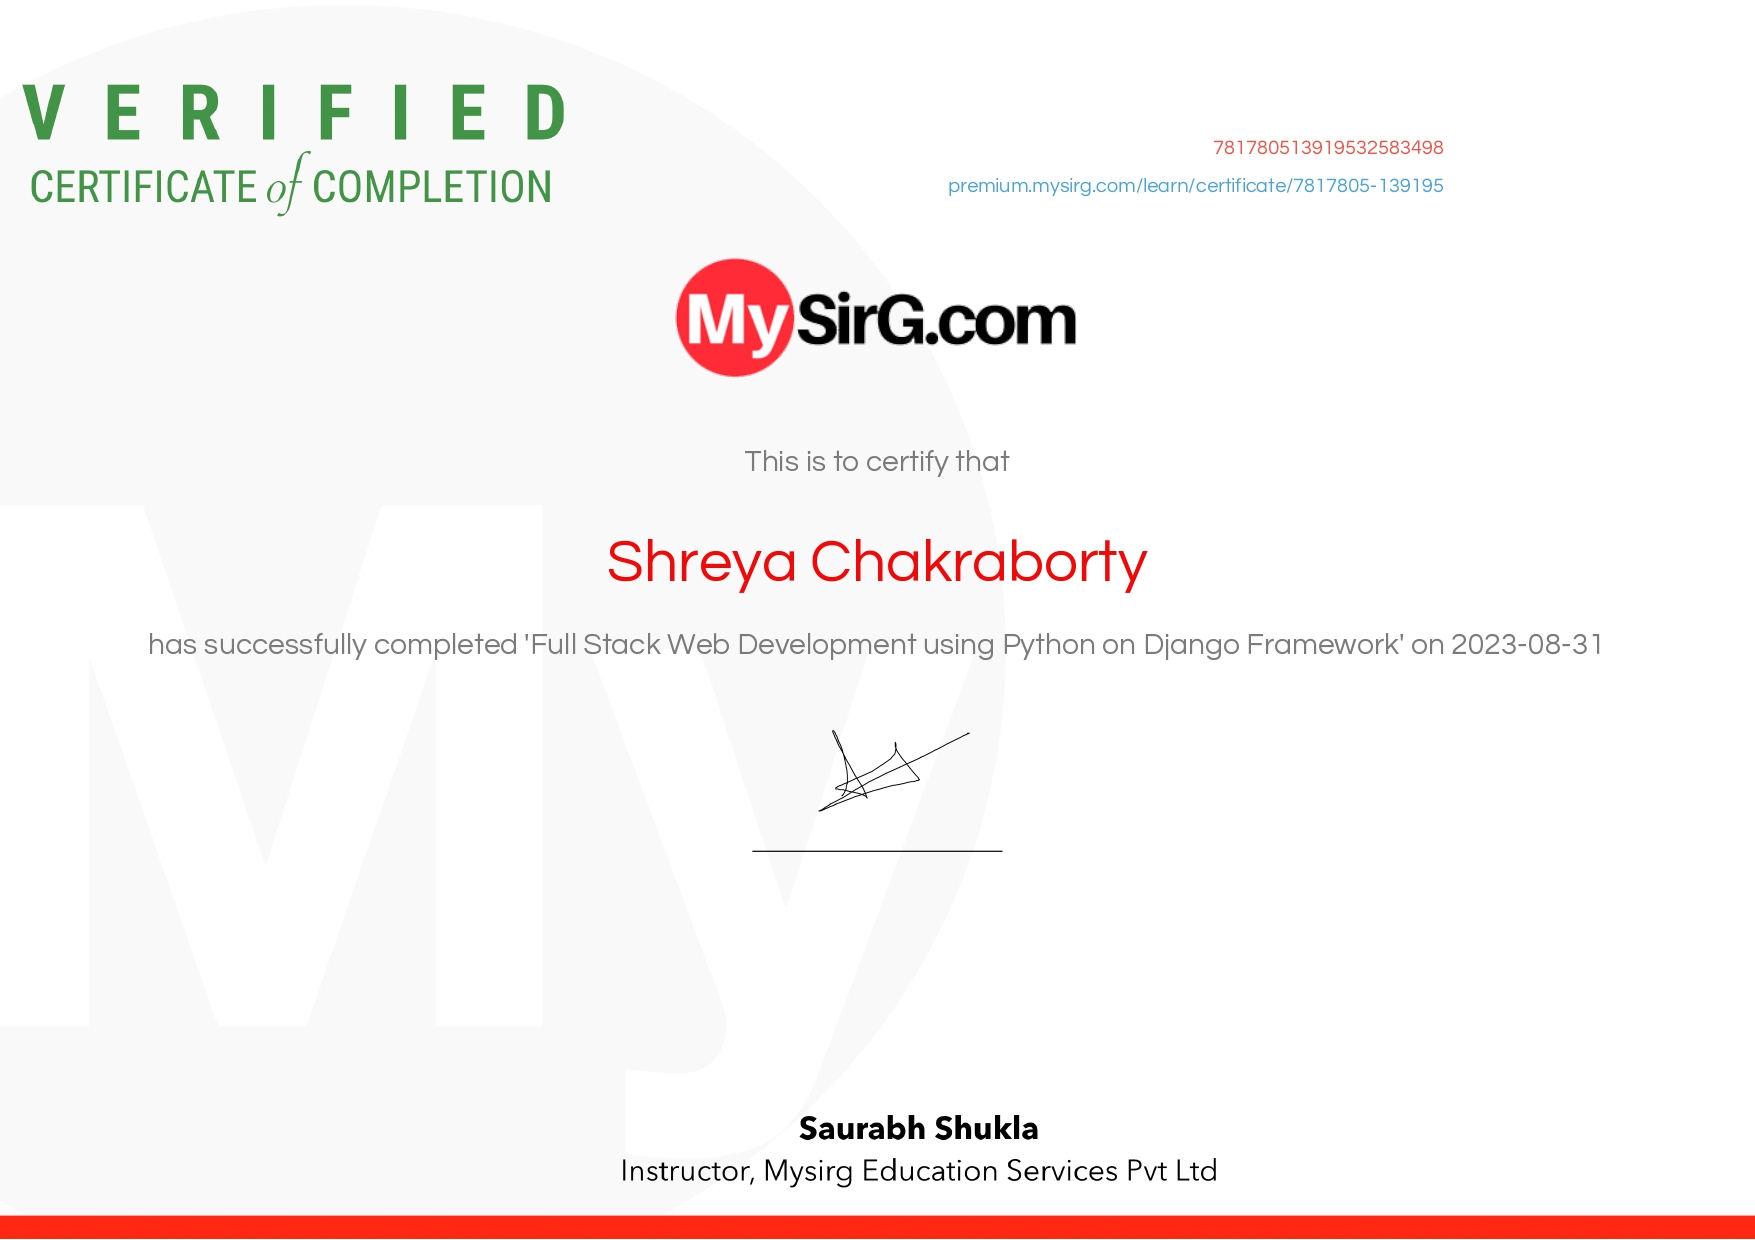 VERIFIED
CERTIFICATE of COMPLETION
781780513919532583498
premium.mysirg.com/learn/certificate/7817805-139195
MySirG.com
This is to certify that
Shreya Chakraborty
has successfully completed 'Full Stack Web Development using Python on Django Framework' on 2023-08-31
Saurabh Shukla
Instructor, Mysirg Education Services Pvt Ltd